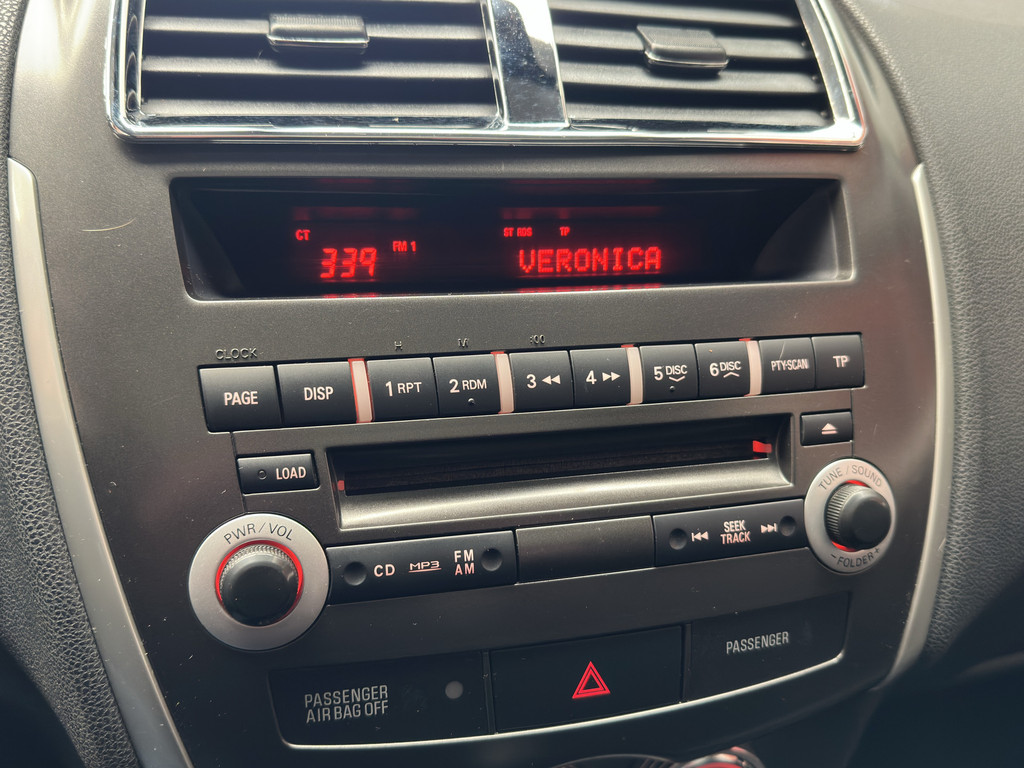 CT
339
FM 1
ST RDS TP
VERONICA
CLOCK H M :00
PAGE DISP 1 RPT 2 RDM 3 ◀◀ 4 ▶▶ 5 DISC 6 DISC PTY-SCAN TP
LOAD
PWR/VOL
CD MP3 FM
AM
SEEK
TRACK
TUNE/SOUND
-FOLDER+
PASSENGER
AIR BAG OFF
PASSENGER